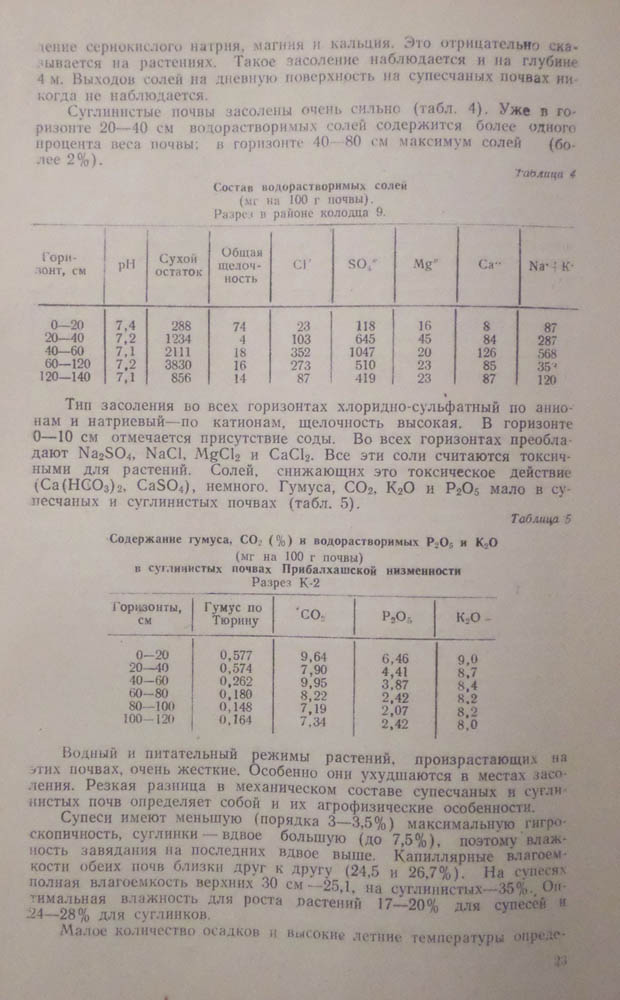 ление сернокислого натрия, магния и кальция. Это отрицательно ска-
зывается на растениях. Такое засоление наблюдается и на глубине
4 м. Выходов солей на дневную поверхность на супесчаных почвах ни-
когда не наблюдается.
Суглинистые почвы засолены очень сильно (табл. 4). Уже в го-
ризонте 20—40 см водорастворимых солей содержится более одного
процента веса почвы; в горизонте 40—80 см максимум солей (бо-
лее 2%).
Таблица 4
Состав водорастворимых солей
(мг на 100 г почвы).
Разрез в районе колодца 9.
Гори-
зонт, см | pH | Сухой
остаток | Общая
щелоч-
ность | Cl′ | SO₄″ | Mg″ | Ca·· | Na· + K·
0—20 7,4 288 74 23 118 16 8 87
20—40 7,2 1234 4 103 645 45 84 287
40—60 7,1 2111 18 352 1047 20 126 568
60—120 7,2 3830 16 273 510 23 85
120—140 7,1 856 14 87 419 23 87 120
Тип засоления во всех горизонтах хлоридно-сульфатный по анио-
нам и натриевый—по катионам, щелочность высокая. В горизонте
0—10 см отмечается присутствие соды. Во всех горизонтах преобла-
дают Na₂SO₄, NaCl, MgCl₂ и CaCl₂. Все эти соли считаются токсич-
ными для растений. Солей, снижающих это токсическое действие
(Ca(HCO₃)₂, CaSO₄), немного. Гумуса, CO₂, K₂O и P₂O₅ мало в су-
песчаных и суглинистых почвах (табл. 5).
Таблица 5
Содержание гумуса, CO₂ (%) и водорастворимых P₂O₅ и K₂O
(мг на 100 г почвы)
в суглинистых почвах Прибалхашской низменности
Разрез К-2
Горизонты,
см | Гумус по
Тюрину | CO₂ | P₂O₅ | K₂O
0—20 0,577 9,64 6,46 9,0
20—40 0,574 7,90 4,41 8,7
40—60 0,262 9,95 3,87 8,4
60—80 0,180 8,22 2,42 8,2
80—100 0,148 7,19 2,07 8,2
100—120 0,164 7,34 2,42 8,0
Водный и питательный режимы растений, произрастающих на
этих почвах, очень жесткие. Особенно они ухудшаются в местах засо-
ления. Резкая разница в механическом составе супесчаных и сугли-
нистых почв определяет собой и их агрофизические особенности.
Супеси имеют меньшую (порядка 3—3,5%) максимальную гигро-
скопичность, суглинки — вдвое большую (до 7,5%), поэтому влаж-
ность завядания на последних вдвое выше. Капиллярные влагоем-
кости обеих почв близки друг к другу (24,5 и 26,7%). На супесях
полная влагоемкость верхних 30 см—25,1, на суглинистых—35%. Оп-
тимальная влажность для роста растений 17—20% для супесей и
24—28% для суглинков.
Малое количество осадков и высокие летние температуры опреде-
23